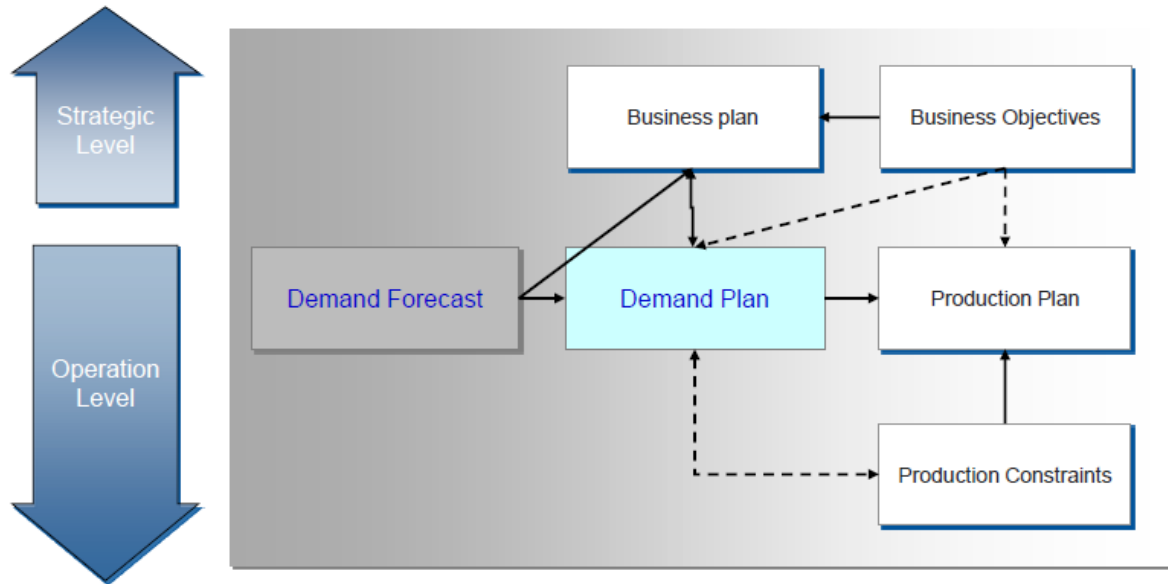 Strategic
Level
Business plan
Business Objectives
Demand Forecast
Demand Plan
Production Plan
Operation
Level
Production Constraints